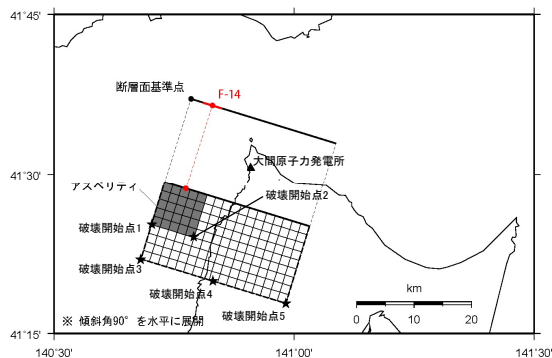 41°45'
断層面基準点
F-14
大間原子力発電所
41°30'
アスペリティ
破壊開始点2
破壊開始点1
破壊開始点3
破壊開始点4
破壊開始点5
km
0 10 20
※ 傾斜角90°を水平に展開
41°15'
140°30' 141°00' 141°30'